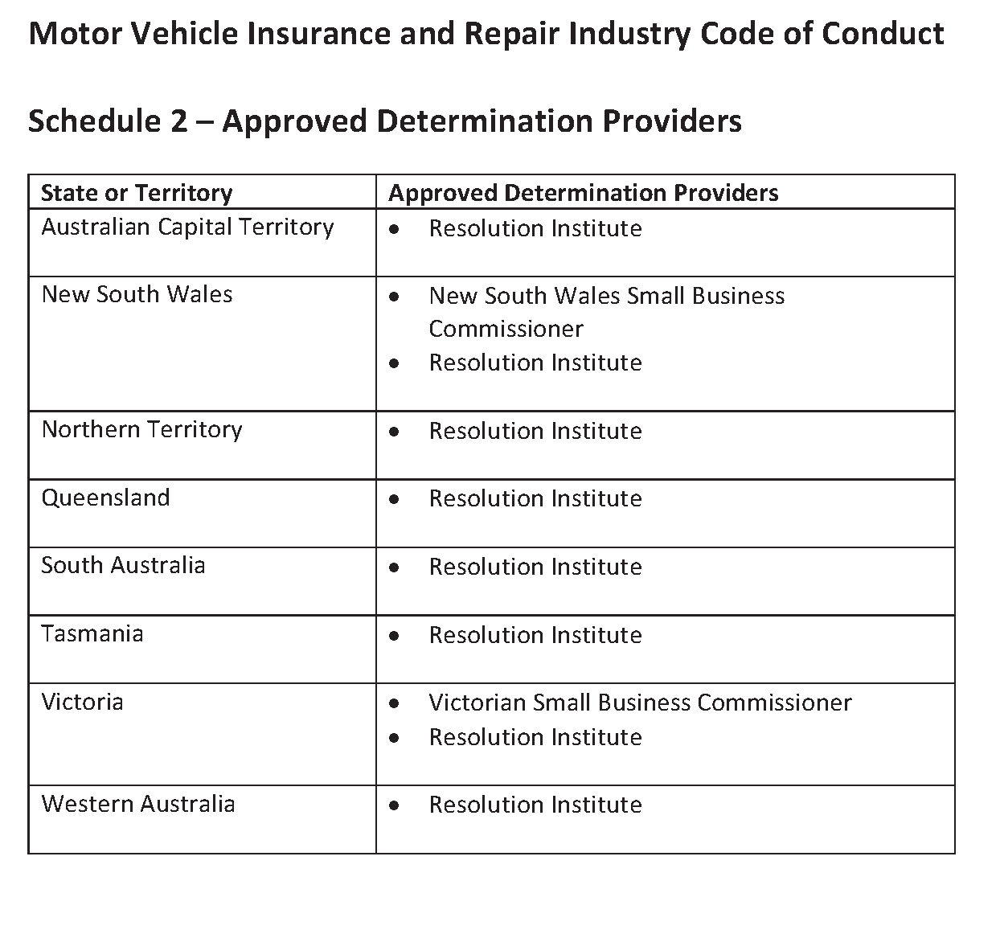 Motor Vehicle Insurance and Repair Industry Code of Conduct
Schedule 2 – Approved Determination Providers
State or Territory Approved Determination Providers
Australian Capital Territory • Resolution Institute
New South Wales • New South Wales Small Business
Commissioner
• Resolution Institute
Northern Territory • Resolution Institute
Queensland • Resolution Institute
South Australia • Resolution Institute
Tasmania • Resolution Institute
Victoria • Victorian Small Business Commissioner
• Resolution Institute
Western Australia • Resolution Institute